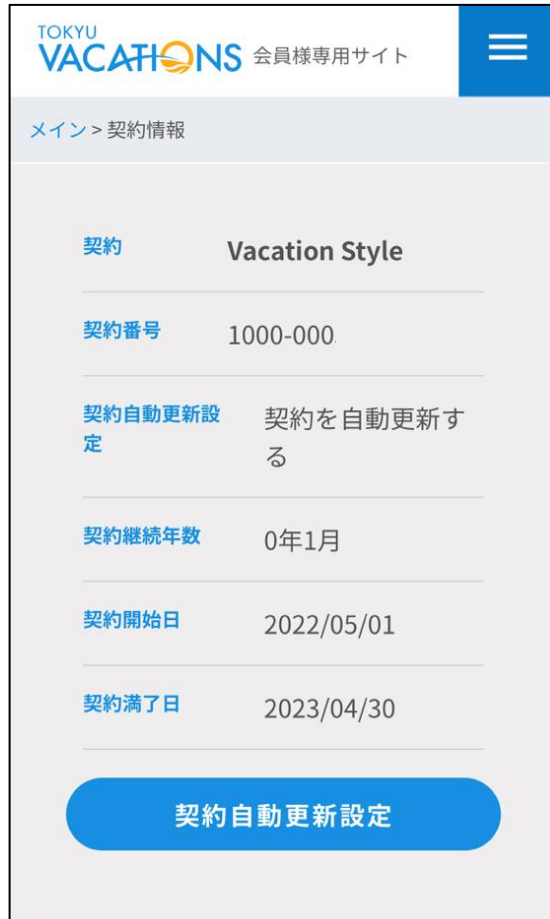 TOKYU
VACATIONS 会員様専用サイト
メイン > 契約情報
契約 Vacation Style
契約番号 1000-000
契約自動更新設
定
契約を自動更新す
る
契約継続年数 0年1月
契約開始日 2022/05/01
契約満了日 2023/04/30
契約自動更新設定